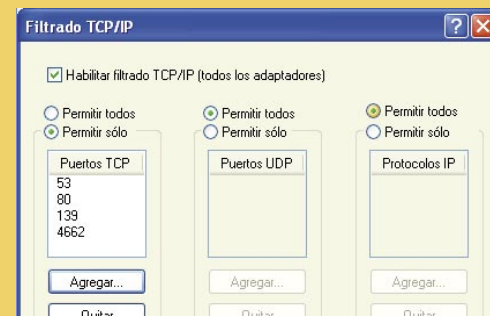 Filtrado TCP/IP
Habilitar filtrado TCP/IP (todos los adaptadores)
Permitir todos
Permitir sólo
Puertos TCP
53
80
139
4662
Agregar...
Quitar
Permitir todos
Permitir sólo
Puertos UDP
Agregar...
Quitar
Permitir todos
Permitir sólo
Protocolos IP
Agregar...
Quitar